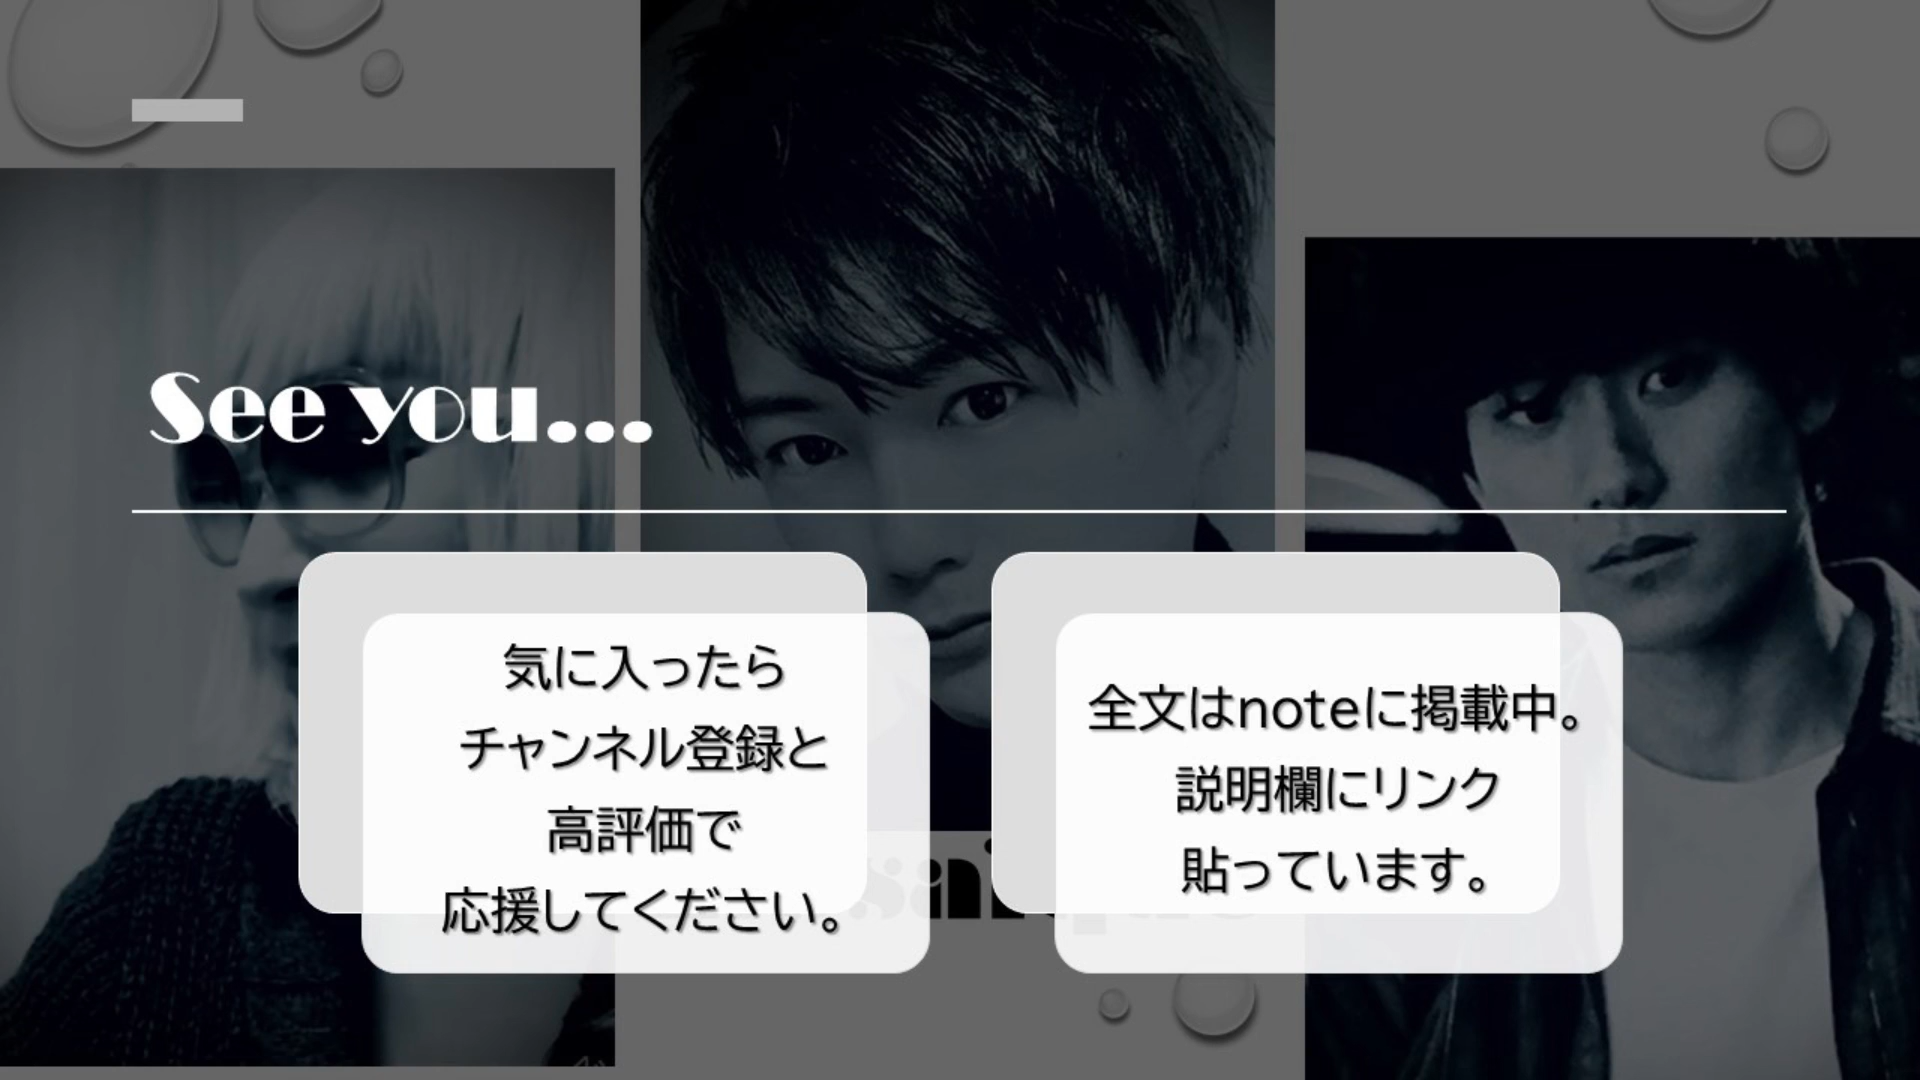 See you...
気に入ったら
チャンネル登録と
高評価で
応援してください。
全文はnoteに掲載中。
説明欄にリンク
貼っています。